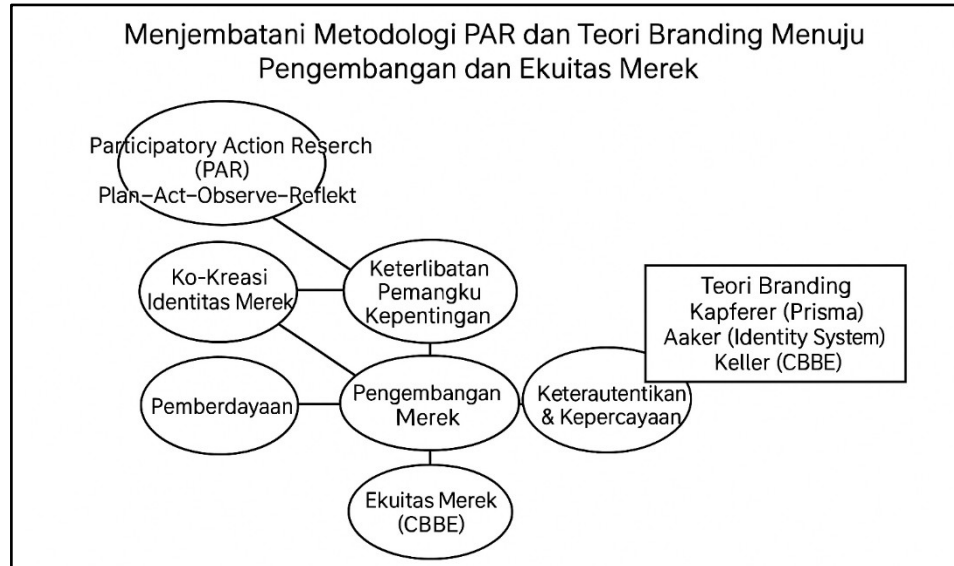 Menjembatani Metodologi PAR dan Teori Branding Menuju
Pengembangan dan Ekuitas Merek
Participatory Action Reserch
(PAR)
Plan–Act–Observe–Reflekt
Ko-Kreasi
Identitas Merek
Keterlibatan
Pemangku
Kepentingan
Teori Branding
Kapferer (Prisma)
Aaker (Identity System)
Keller (CBBE)
Pemberdayaan
Pengembangan
Merek
Keterautentikan
& Kepercayaan
Ekuitas Merek
(CBBE)